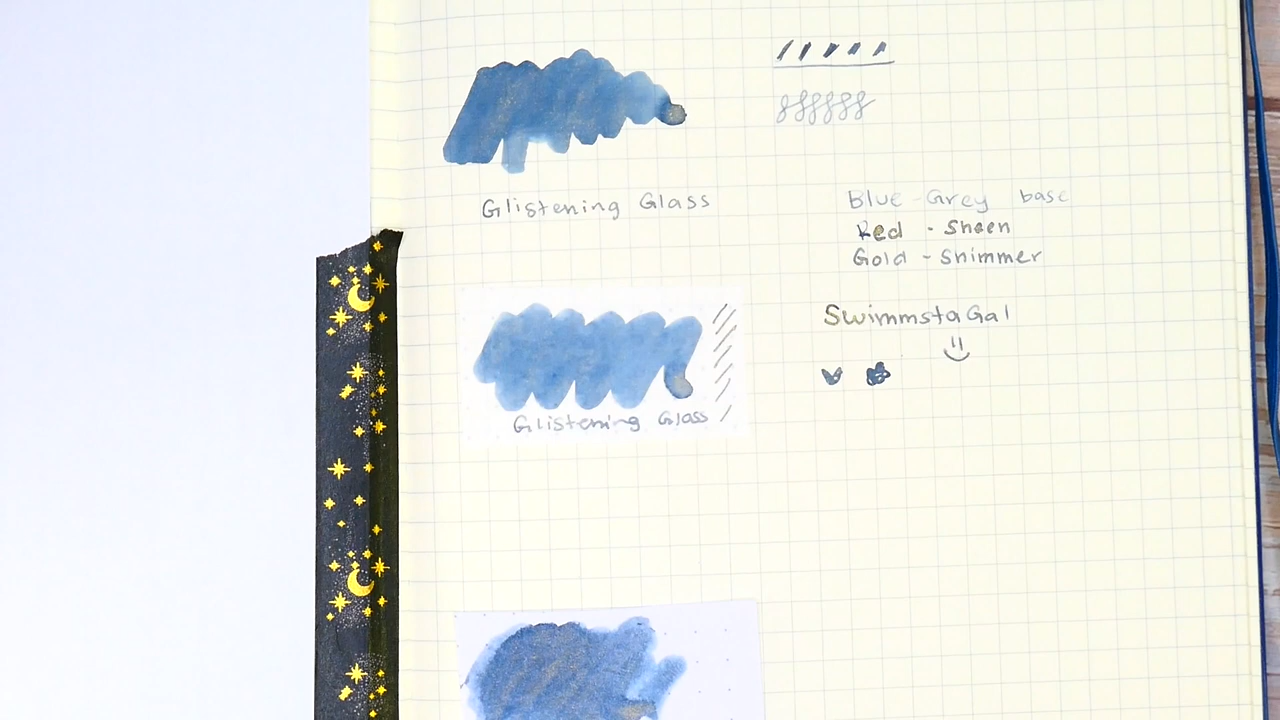 Glistening Glass
Blue-Grey base
Red - Sheen
Gold - Shimmer
SwimmstaGal
Glistening Glass